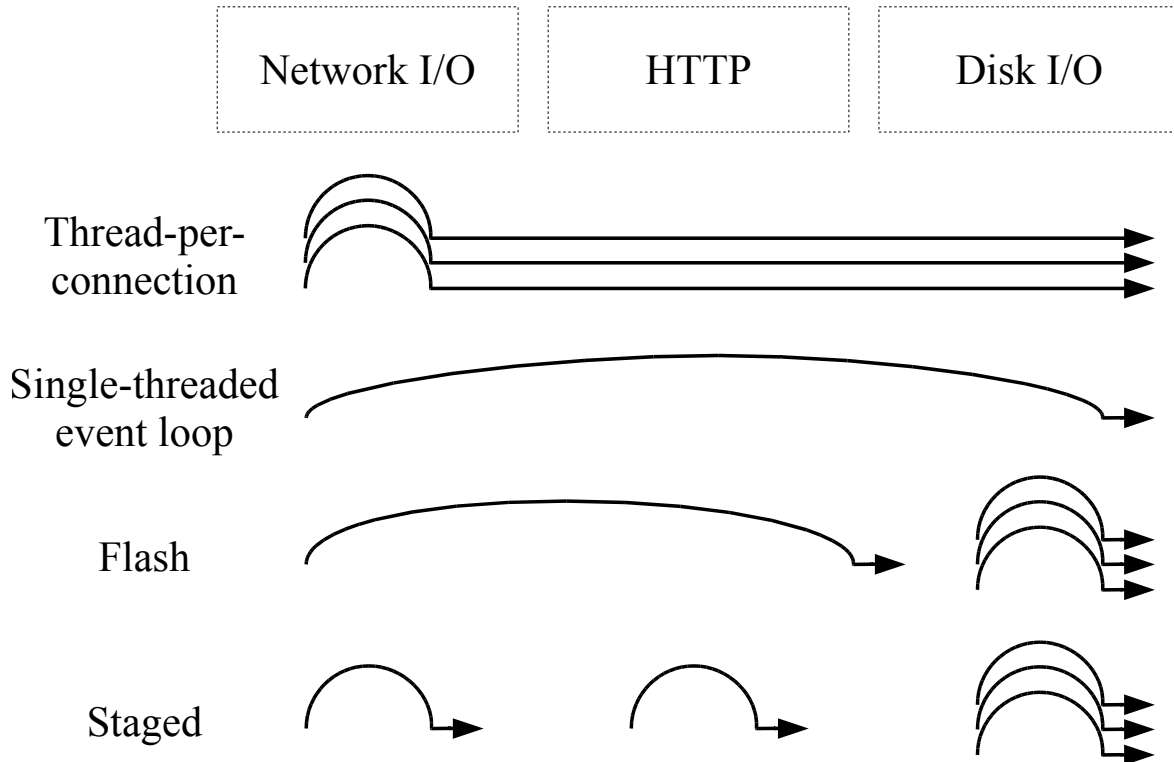 Network I/O
HTTP
Disk I/O
Thread-per-
connection
Single-threaded
event loop
Flash
Staged